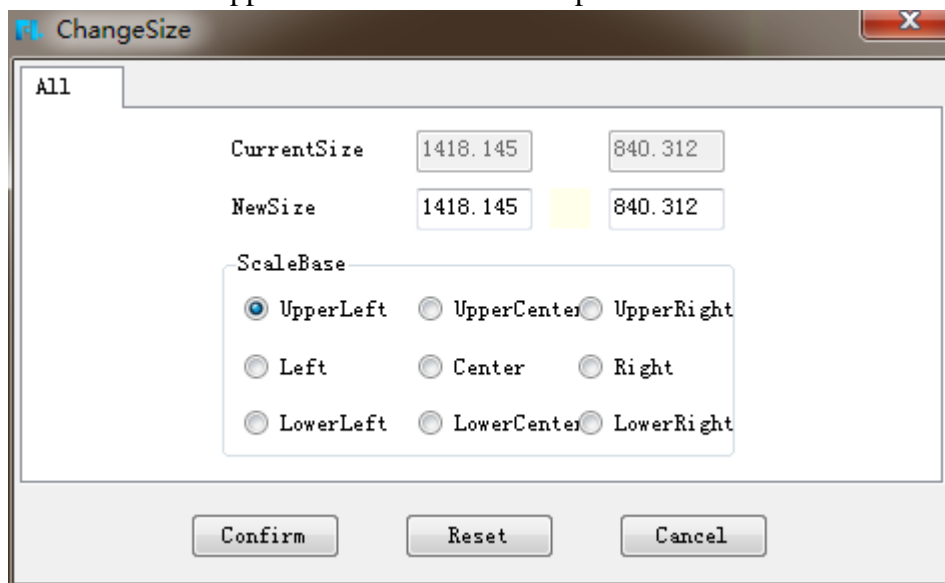 ChangeSize
All
CurrentSize 1418.145 840.312
NewSize 1418.145 840.312
ScaleBase
UpperLeft UpperCenter UpperRight
Left Center Right
LowerLeft LowerCenter LowerRight
Confirm Reset Cancel